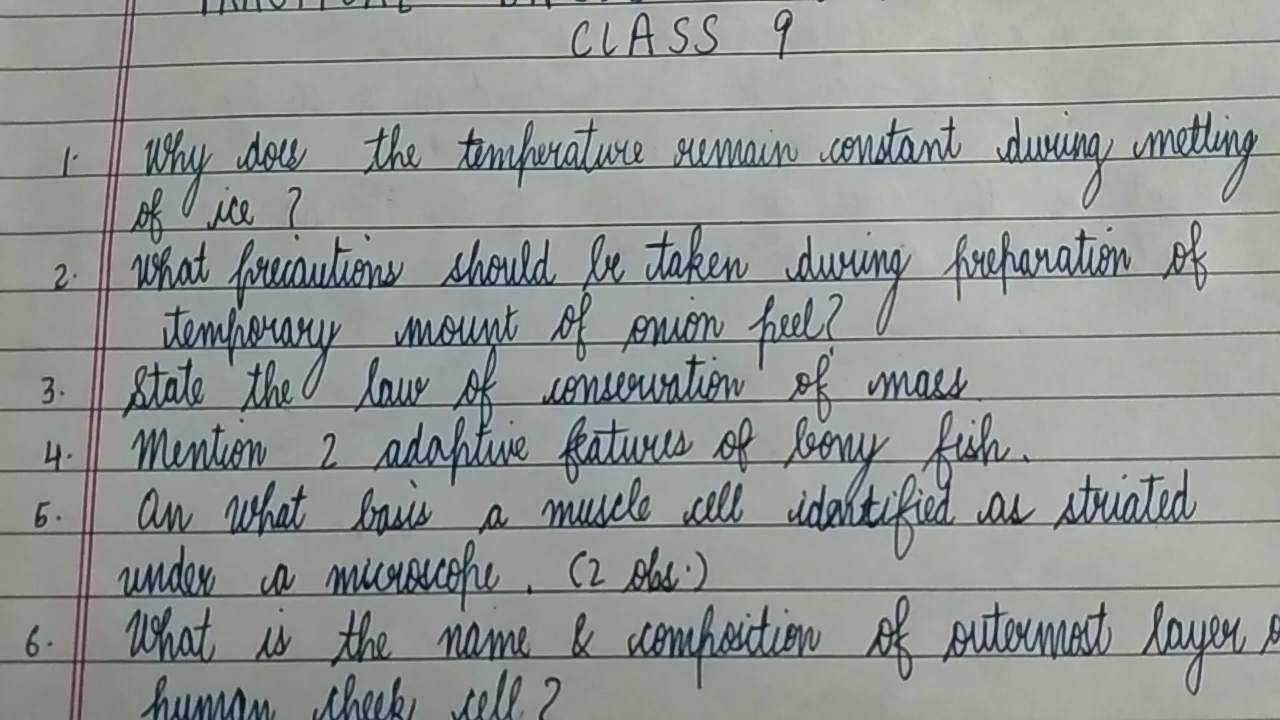 CLASS 9
1. Why does the temperature remain constant during melting
of ice ?
2. What precautions should be taken during preparation of
temporary mount of onion peel?
3. State the law of conservation of mass
4. Mention 2 adaptive features of bony fish.
5. On what basis a muscle cell identified as striated
under a microscope. (2 obs.)
6. What is the name & composition of outermost layer
human cheek cell?